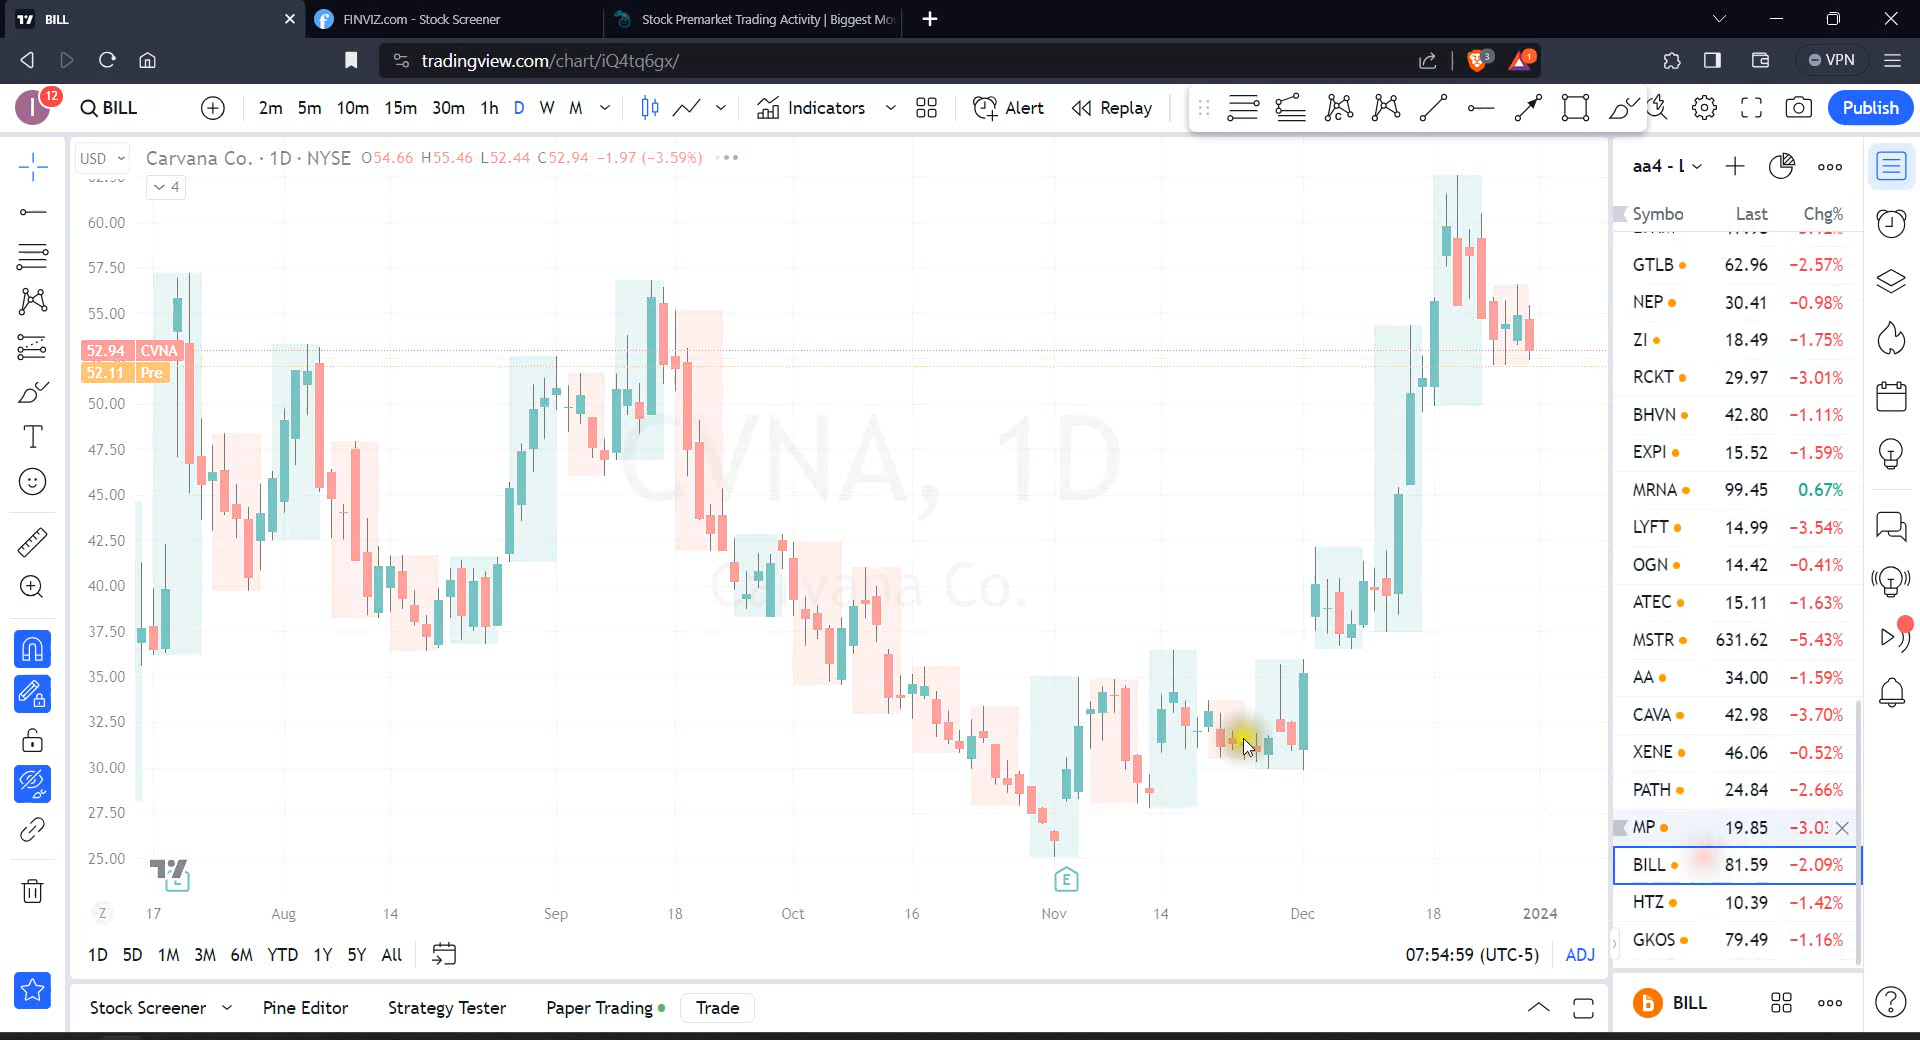 BILL
FINVIZ.com - Stock Screener
Stock Premarket Trading Activity | Biggest Mo
tradingview.com/chart/iQ4tq6gx/
3
1
VPN
I
12
BILL
2m 5m 10m 15m 30m 1h D W M
Indicators
Alert
Replay
Publish
USD
Carvana Co. · 1D · NYSE O54.66 H55.46 L52.44 C52.94 -1.97 (-3.59%)
4
60.00
57.50
55.00
52.94 CVNA
52.11 Pre
50.00
47.50
45.00
42.50
40.00
37.50
35.00
32.50
30.00
27.50
25.00
CVNA, 1D
Carvana Co.
E
E
Z
17 Aug 14 Sep 18 Oct 16 Nov 14 Dec 18 2024
1D 5D 1M 3M 6M YTD 1Y 5Y All
07:54:59 (UTC-5)
ADJ
Stock Screener
Pine Editor
Strategy Tester
Paper Trading
Trade
aa4 - L
Symbo Last Chg%
GTLB 62.96 -2.57%
NEP 30.41 -0.98%
ZI 18.49 -1.75%
RCKT 29.97 -3.01%
BHVN 42.80 -1.11%
EXPI 15.52 -1.59%
MRNA 99.45 0.67%
LYFT 14.99 -3.54%
OGN 14.42 -0.41%
ATEC 15.11 -1.63%
MSTR 631.62 -5.43%
AA 34.00 -1.59%
CAVA 42.98 -3.70%
XENE 46.06 -0.52%
PATH 24.84 -2.66%
MP 19.85 -3.03
BILL 81.59 -2.09%
HTZ 10.39 -1.42%
GKOS 79.49 -1.16%
BILL